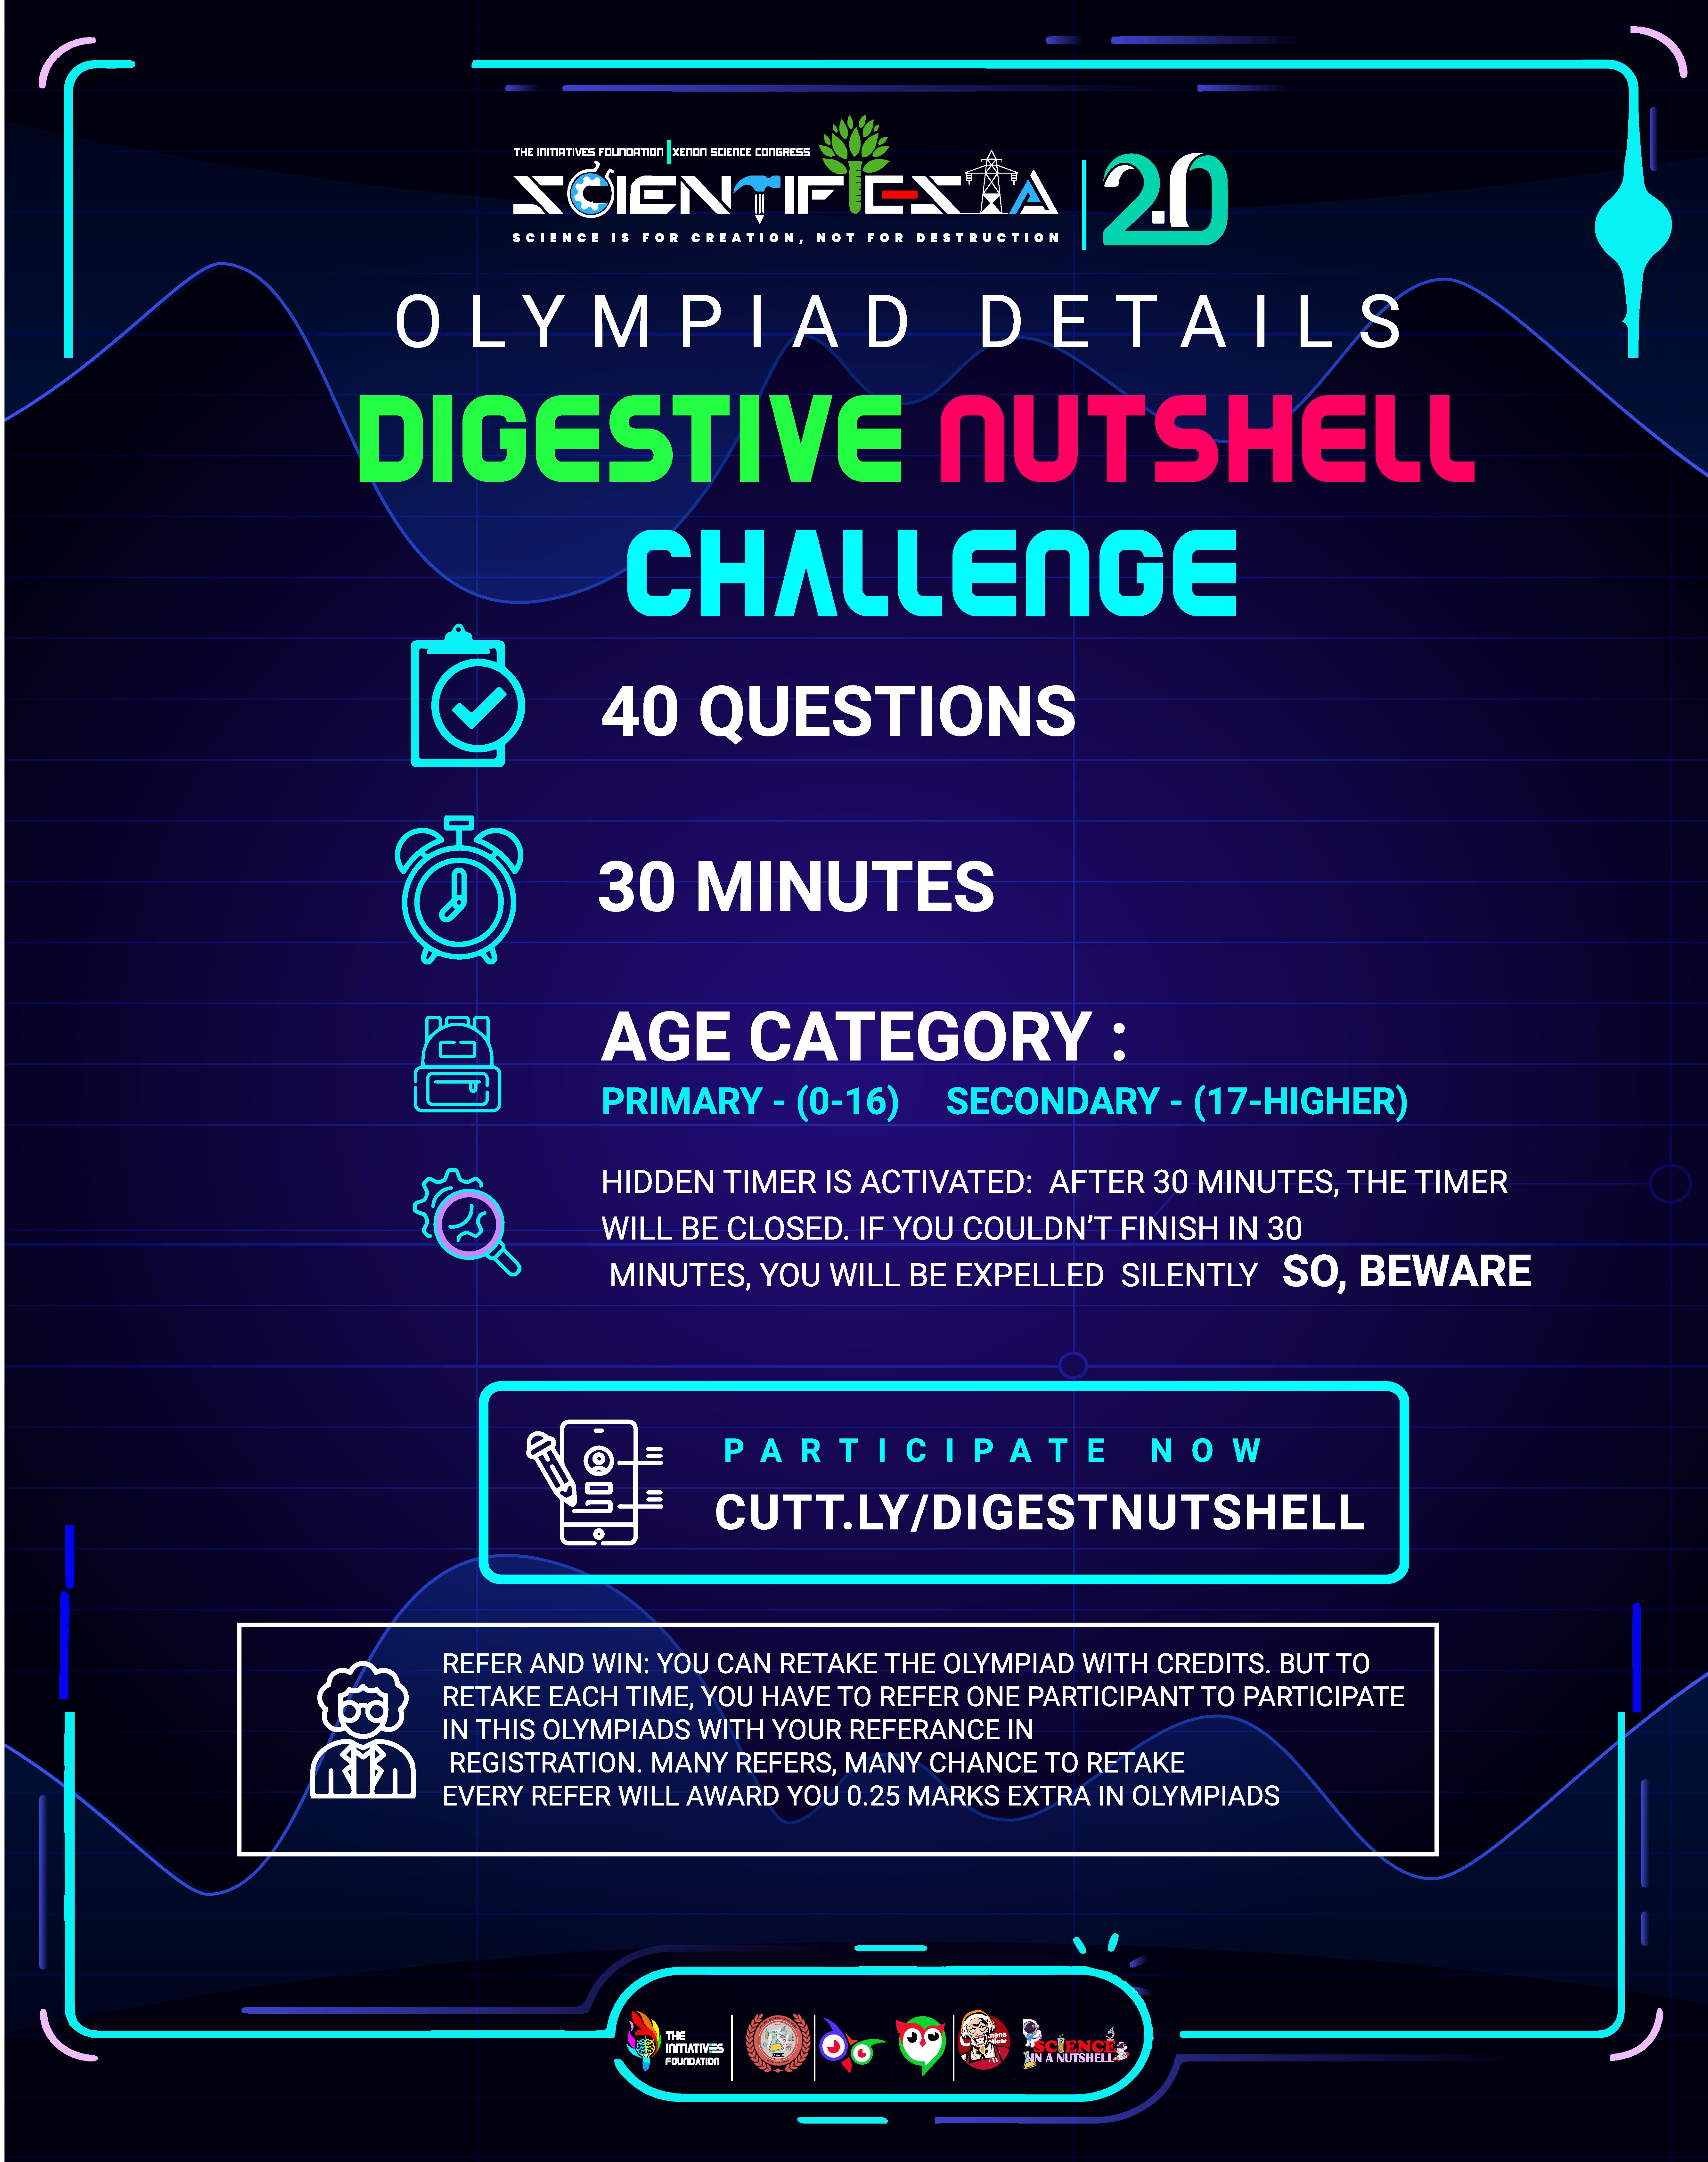 THE INITIATIVES FOUNDATION | XENON SCIENCE CONGRESS
SCIENTIFIESTA | 2.0
SCIENCE IS FOR CREATION, NOT FOR DESTRUCTION
OLYMPIAD DETAILS
DIGESTIVE NUTSHELL
CHALLENGE
40 QUESTIONS
30 MINUTES
AGE CATEGORY :
PRIMARY - (0-16) SECONDARY - (17-HIGHER)
HIDDEN TIMER IS ACTIVATED: AFTER 30 MINUTES, THE TIMER
WILL BE CLOSED. IF YOU COULDN'T FINISH IN 30
MINUTES, YOU WILL BE EXPELLED SILENTLY SO, BEWARE
PARTICIPATE NOW
CUTT.LY/DIGESTNUTSHELL
REFER AND WIN: YOU CAN RETAKE THE OLYMPIAD WITH CREDITS. BUT TO
RETAKE EACH TIME, YOU HAVE TO REFER ONE PARTICIPANT TO PARTICIPATE
IN THIS OLYMPIADS WITH YOUR REFERANCE IN
REGISTRATION. MANY REFERS, MANY CHANCE TO RETAKE
EVERY REFER WILL AWARD YOU 0.25 MARKS EXTRA IN OLYMPIADS
THE
INITIATIVES
FOUNDATION
SCIENCE
IN A NUTSHELL